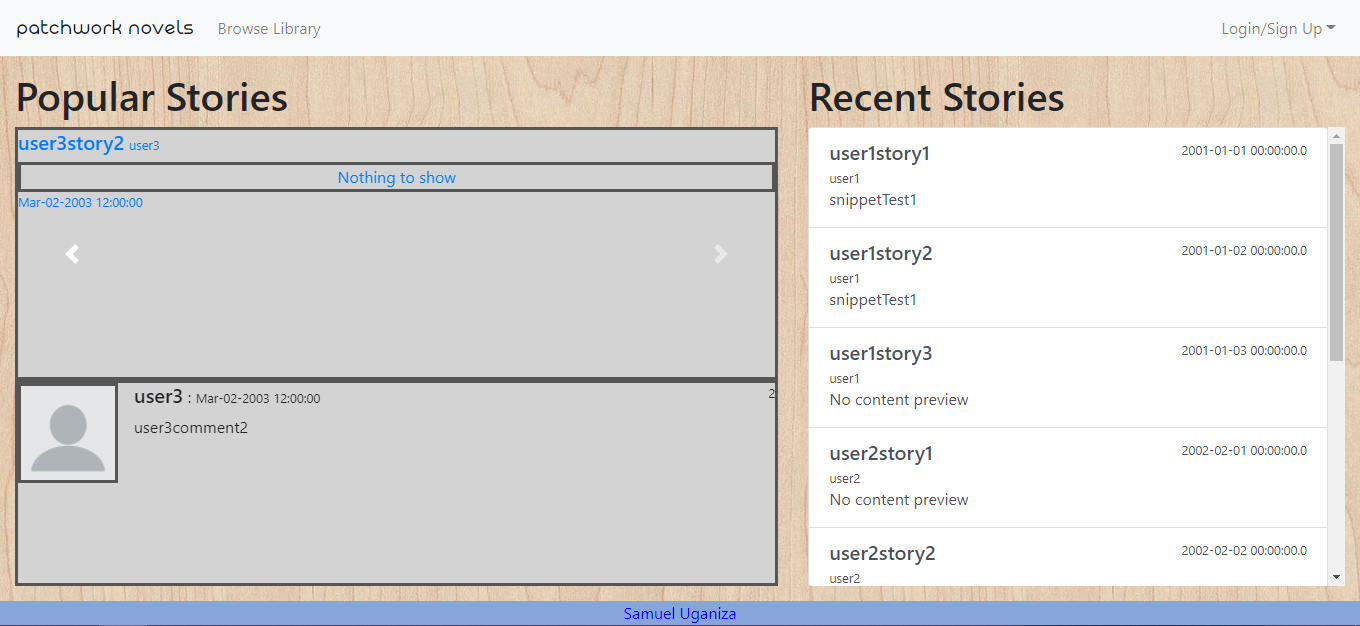 patchwork novels Browse Library Login/Sign Up
Popular Stories
user3story2 user3
Nothing to show
Mar-02-2003 12:00:00
user3 : Mar-02-2003 12:00:00 2
user3comment2
Recent Stories
user1story1 2001-01-01 00:00:00.0
user1
snippetTest1
user1story2 2001-01-02 00:00:00.0
user1
snippetTest1
user1story3 2001-01-03 00:00:00.0
user1
No content preview
user2story1 2002-02-01 00:00:00.0
user2
No content preview
user2story2 2002-02-02 00:00:00.0
user2
Samuel Uganiza